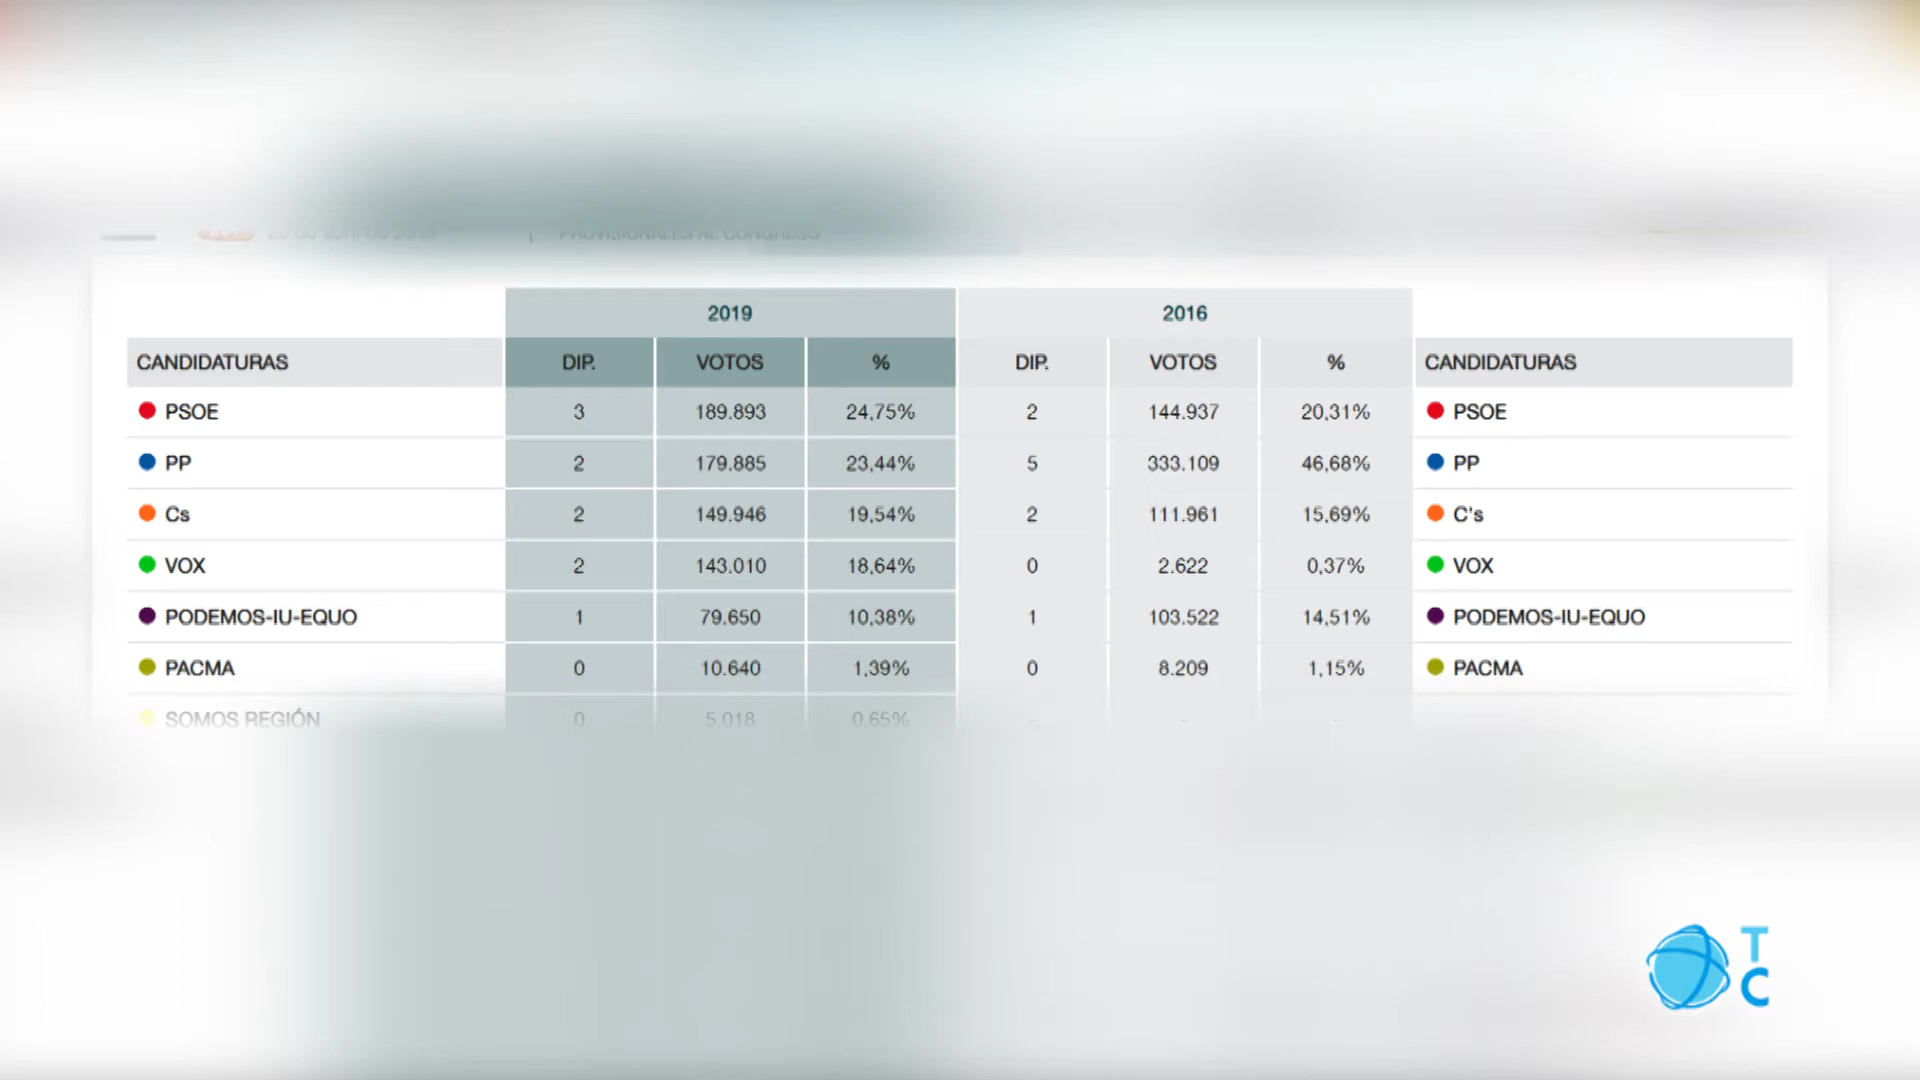 PROVISIONALES AL CONGRESO
2019 2016
CANDIDATURAS DIP. VOTOS % DIP. VOTOS % CANDIDATURAS
PSOE 3 189.893 24,75% 2 144.937 20,31% PSOE
PP 2 179.885 23,44% 5 333.109 46,68% PP
Cs 2 149.946 19,54% 2 111.961 15,69% C's
VOX 2 143.010 18,64% 0 2.622 0,37% VOX
PODEMOS-IU-EQUO 1 79.650 10,38% 1 103.522 14,51% PODEMOS-IU-EQUO
PACMA 0 10.640 1,39% 0 8.209 1,15% PACMA
SOMOS REGIÓN 0 5.018 0,65% - - -
T
C